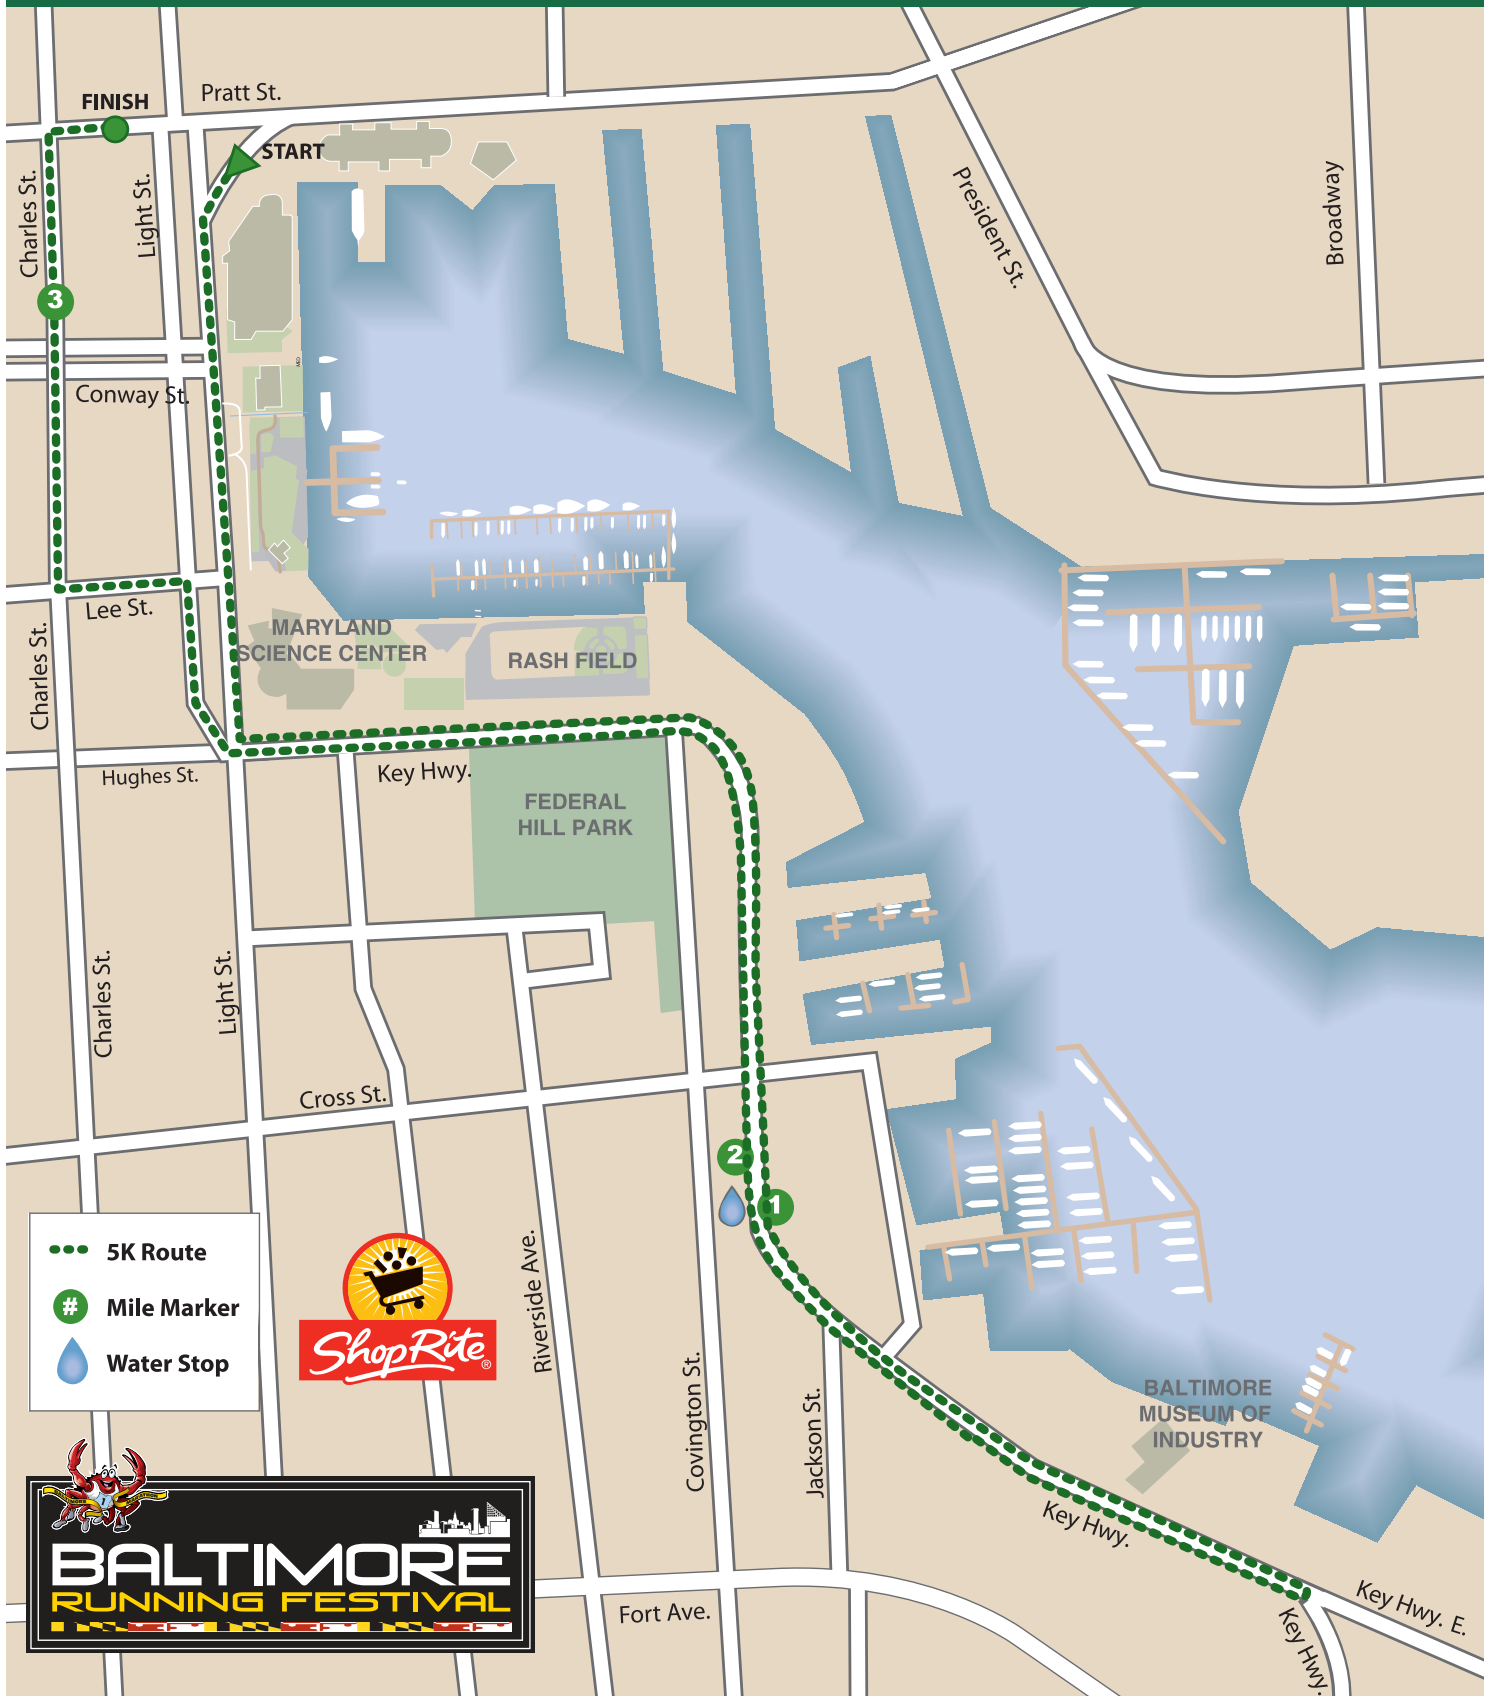 FINISH
Pratt St.
START
Charles St.
Light St.
President St.
Broadway
3
Conway St.
Lee St.
MARYLAND
SCIENCE CENTER
RASH FIELD
Charles St.
Hughes St.
Key Hwy.
FEDERAL
HILL PARK
Charles St.
Light St.
Cross St.
2
1
5K Route
# Mile Marker
Water Stop
ShopRite®
Riverside Ave.
Covington St.
Jackson St.
BALTIMORE
MUSEUM OF
INDUSTRY
Key Hwy.
BALTIMORE
RUNNING FESTIVAL
Fort Ave.
Key Hwy. E.
Key Hwy.